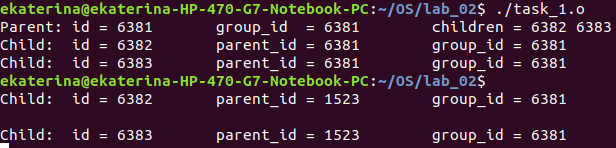 ekaterina@ekaterina-HP-470-G7-Notebook-PC:~/OS/lab_02$ ./task_1.o
Parent: id = 6381 group_id = 6381 children = 6382 6383
Child: id = 6382 parent_id = 6381 group_id = 6381
Child: id = 6383 parent_id = 6381 group_id = 6381
ekaterina@ekaterina-HP-470-G7-Notebook-PC:~/OS/lab_02$
Child: id = 6382 parent_id = 1523 group_id = 6381
Child: id = 6383 parent_id = 1523 group_id = 6381